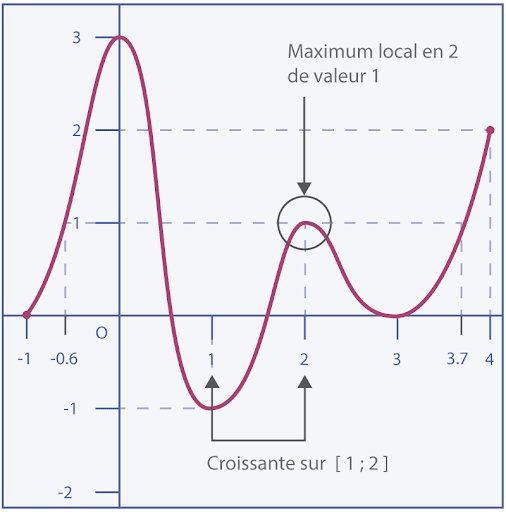 3
Maximum local en 2
de valeur 1
2
1
O
-1 -0.6 1 2 3 3.7 4
-1
Croissante sur [ 1 ; 2 ]
-2